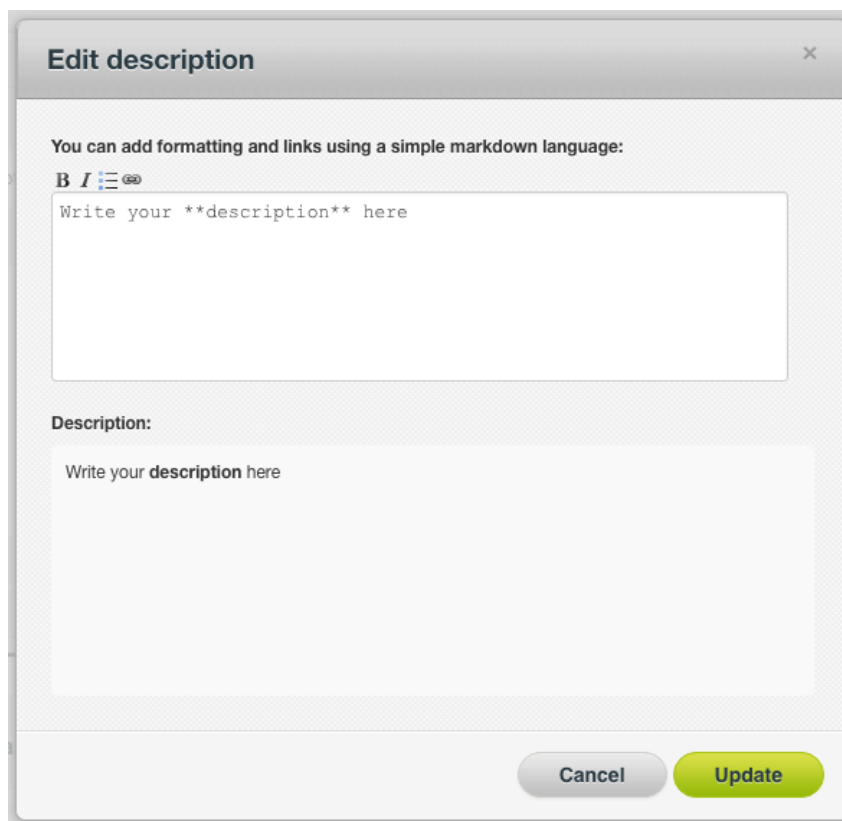 Edit description
×
You can add formatting and links using a simple markdown language:
B I
Write your **description** here
Description:
Write your description here
Cancel Update